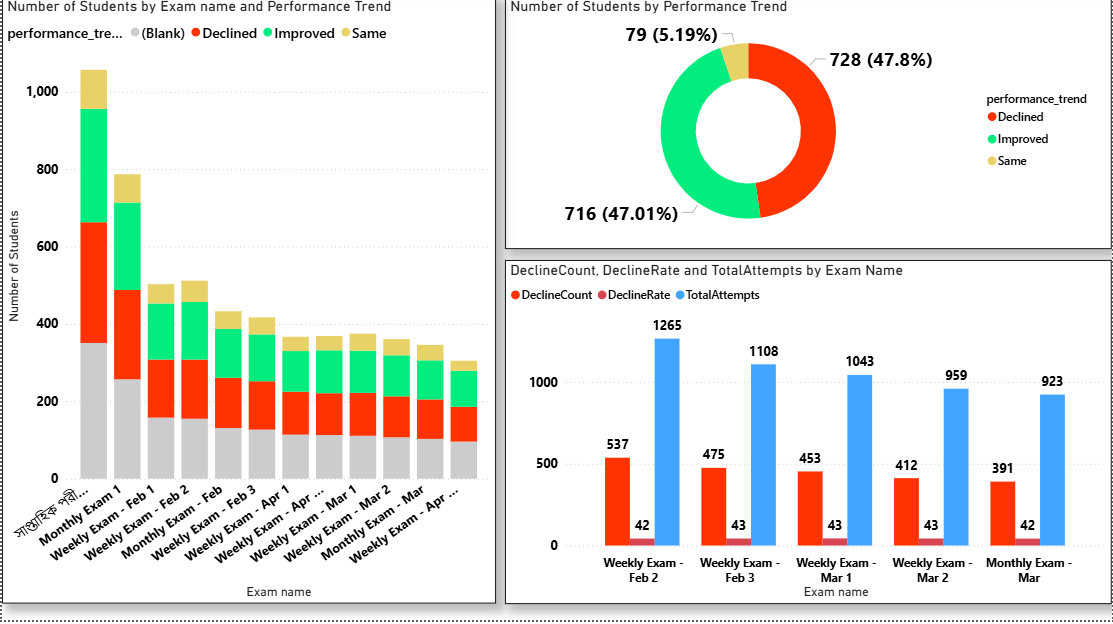 Number of Students by Exam name and Performance Trend
performance_tre... (Blank) Declined Improved Same
1,000
800
600
400
200
0
Number of Students
সাপ্তাহিক পরী...
Monthly Exam 1
Weekly Exam - Feb 1
Weekly Exam - Feb 2
Monthly Exam - Feb
Weekly Exam - Feb 3
Weekly Exam - Apr 1
Weekly Exam - Apr ...
Weekly Exam - Mar 1
Weekly Exam - Mar 2
Monthly Exam - Mar
Weekly Exam - Apr ...
Exam name
Number of Students by Performance Trend
79 (5.19%)
728 (47.8%)
716 (47.01%)
performance_trend
Declined
Improved
Same
DeclineCount, DeclineRate and TotalAttempts by Exam Name
DeclineCount DeclineRate TotalAttempts
1000
500
0
537 42 1265
475 43 1108
453 43 1043
412 43 959
391 42 923
Weekly Exam -
Feb 2
Weekly Exam -
Feb 3
Weekly Exam -
Mar 1
Weekly Exam -
Mar 2
Monthly Exam -
Mar
Exam name